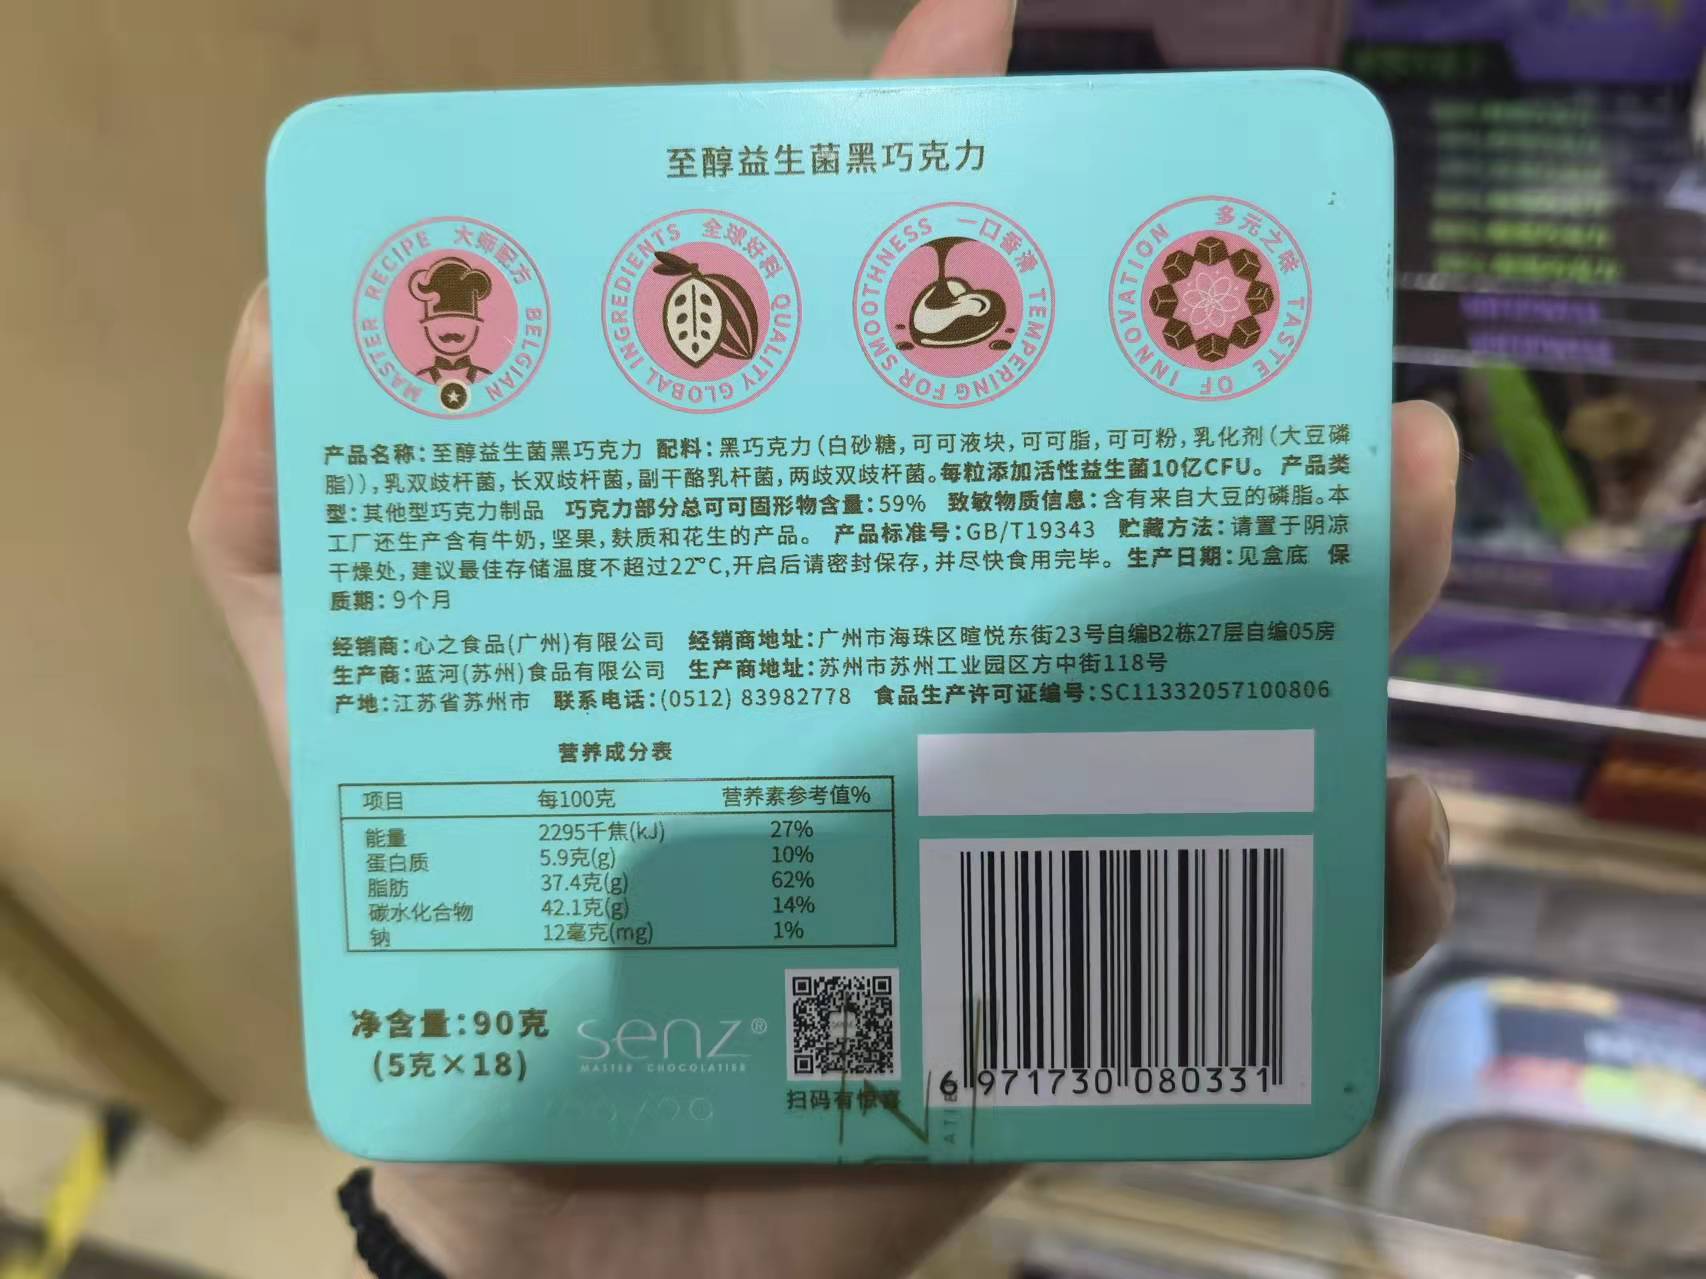 至醇益生菌黑巧克力
MASTER RECIPE 大师配方 BELGIAN
GLOBAL INGREDIENTS 全球好料 QUALITY
TEMPERING FOR SMOOTHNESS 一口香滑
TASTE OF INNOVATION 多元之味
产品名称：至醇益生菌黑巧克力 配料：黑巧克力（白砂糖，可可液块，可可脂，可可粉，乳化剂（大豆磷
脂）），乳双歧杆菌，长双歧杆菌，副干酪乳杆菌，两歧双歧杆菌。每粒添加活性益生菌10亿CFU。 产品类
型：其他型巧克力制品 巧克力部分总可可固形物含量：59% 致敏物质信息：含有来自大豆的磷脂。本
工厂还生产含有牛奶，坚果，麸质和花生的产品。 产品标准号：GB/T19343 贮藏方法：请置于阴凉
干燥处，建议最佳存储温度不超过22℃，开启后请密封保存，并尽快食用完毕。 生产日期：见盒底 保
质期：9个月
经销商：心之食品(广州)有限公司 经销商地址：广州市海珠区暄悦东街23号自编B2栋27层自编05房
生产商：蓝河(苏州)食品有限公司 生产商地址：苏州市苏州工业园区方中街118号
产地：江苏省苏州市 联系电话：(0512) 83982778 食品生产许可证编号：SC11332057100806
营养成分表
项目 每100克 营养素参考值%
能量 2295千焦(kJ) 27%
蛋白质 5.9克(g) 10%
脂肪 37.4克(g) 62%
碳水化合物 42.1克(g) 14%
钠 12毫克(mg) 1%
净含量：90克
(5克×18)
senz®
MASTER CHOCOLATIER
扫码有惊喜
6 971730 080331